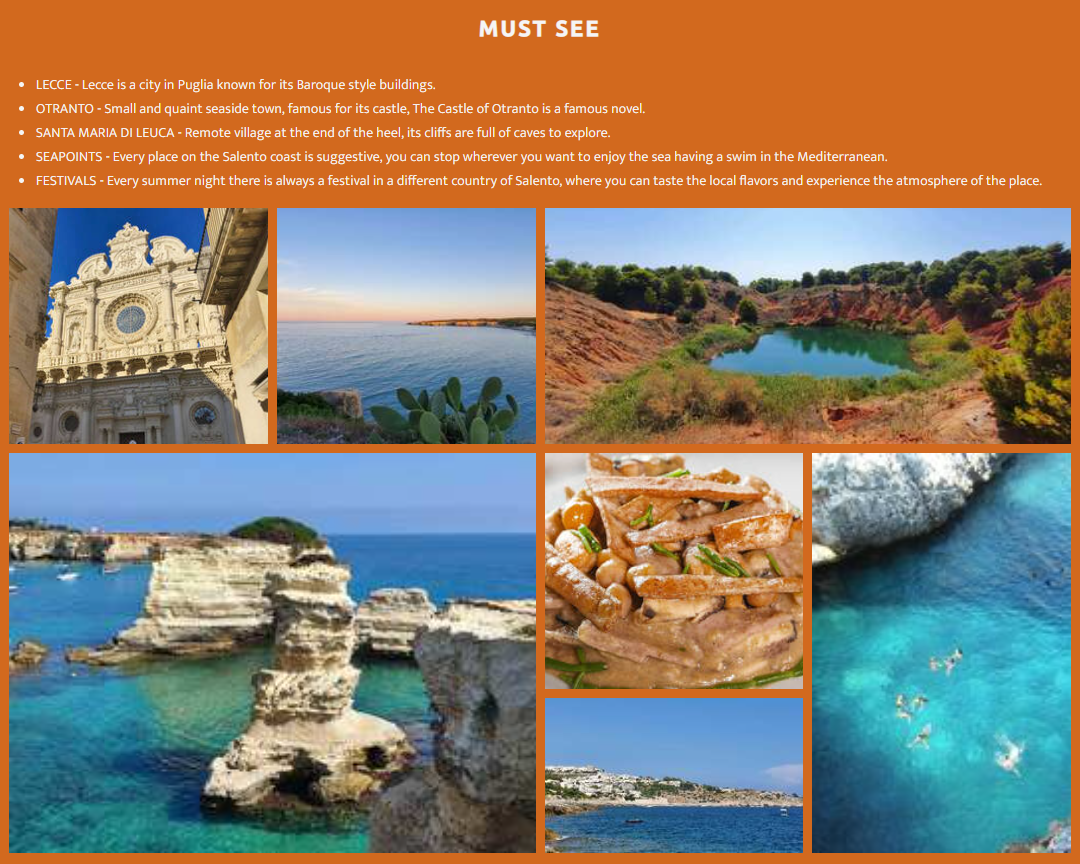 MUST SEE
• LECCE - Lecce is a city in Puglia known for its Baroque style buildings.
• OTRANTO - Small and quaint seaside town, famous for its castle, The Castle of Otranto is a famous novel.
• SANTA MARIA DI LEUCA - Remote village at the end of the heel, its cliffs are full of caves to explore.
• SEAPOINTS - Every place on the Salento coast is suggestive, you can stop wherever you want to enjoy the sea having a swim in the Mediterranean.
• FESTIVALS - Every summer night there is always a festival in a different country of Salento, where you can taste the local flavors and experience the atmosphere of the place.